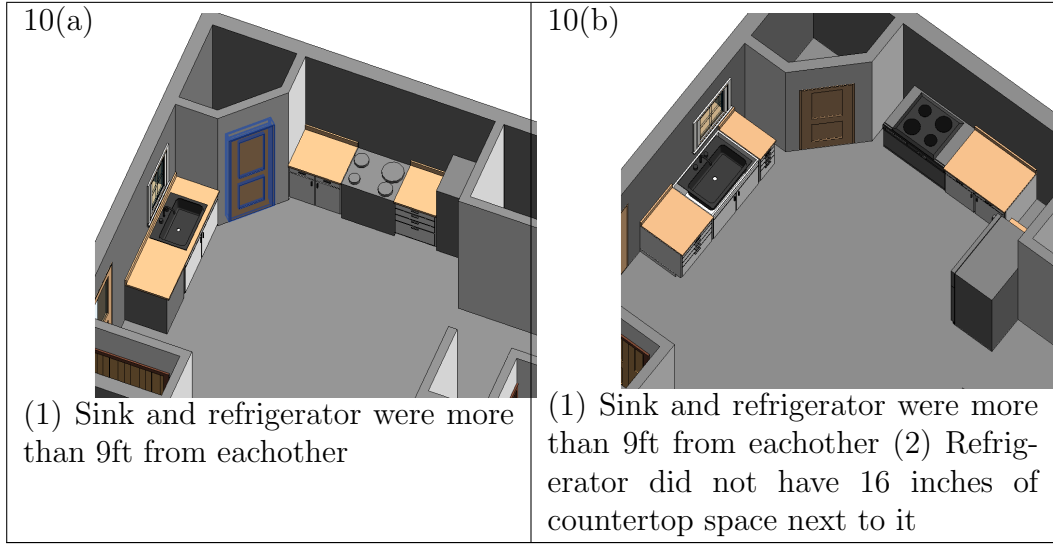 10(a)
(1) Sink and refrigerator were more
than 9ft from eachother
10(b)
(1) Sink and refrigerator were more
than 9ft from eachother (2) Refrig-
erator did not have 16 inches of
countertop space next to it